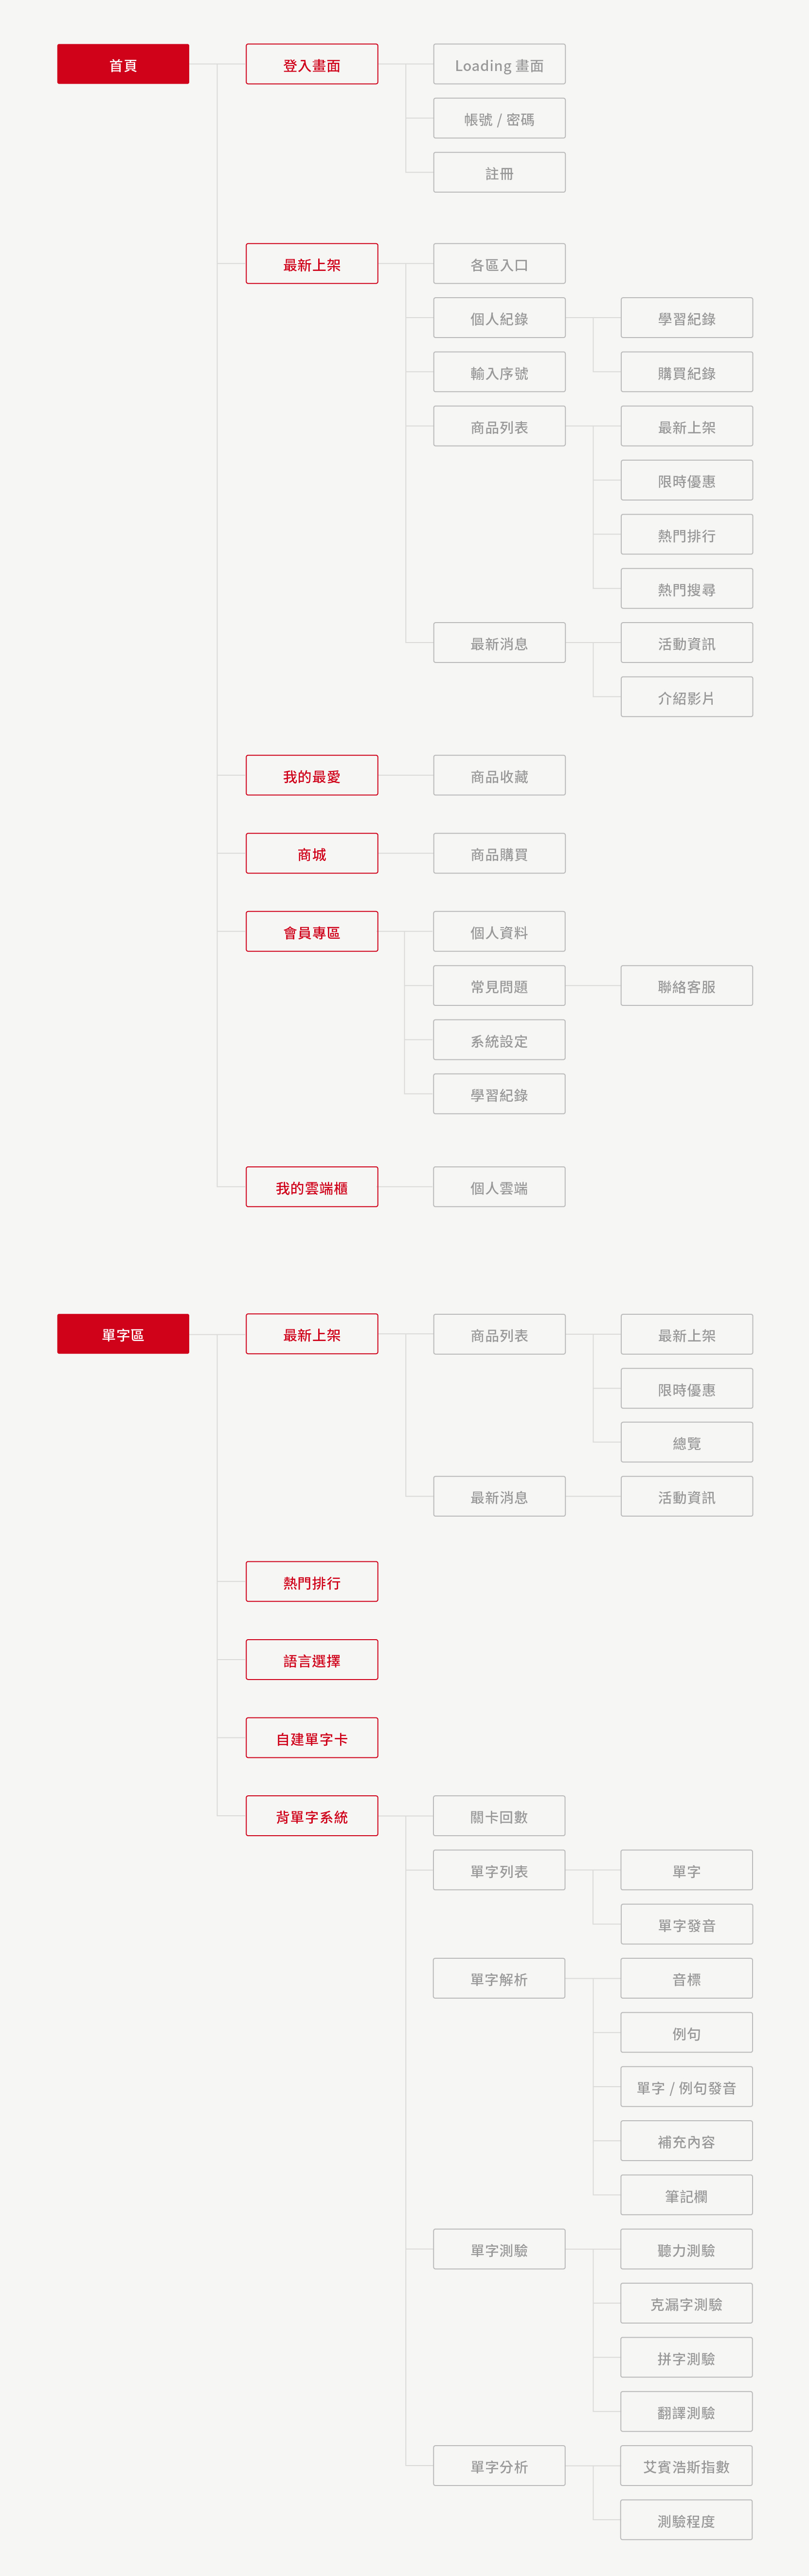 首頁
登入畫面
Loading 畫面
帳號 / 密碼
註冊
最新上架
各區入口
個人紀錄
學習紀錄
輸入序號
購買紀錄
商品列表
最新上架
限時優惠
熱門排行
熱門搜尋
最新消息
活動資訊
介紹影片
我的最愛
商品收藏
商城
商品購買
會員專區
個人資料
常見問題
聯絡客服
系統設定
學習紀錄
我的雲端櫃
個人雲端
單字區
最新上架
商品列表
最新上架
限時優惠
總覽
最新消息
活動資訊
熱門排行
語言選擇
自建單字卡
背單字系統
關卡回數
單字列表
單字
單字發音
單字解析
音標
例句
單字 / 例句發音
補充內容
筆記欄
單字測驗
聽力測驗
克漏字測驗
拼字測驗
翻譯測驗
單字分析
艾賓浩斯指數
測驗程度